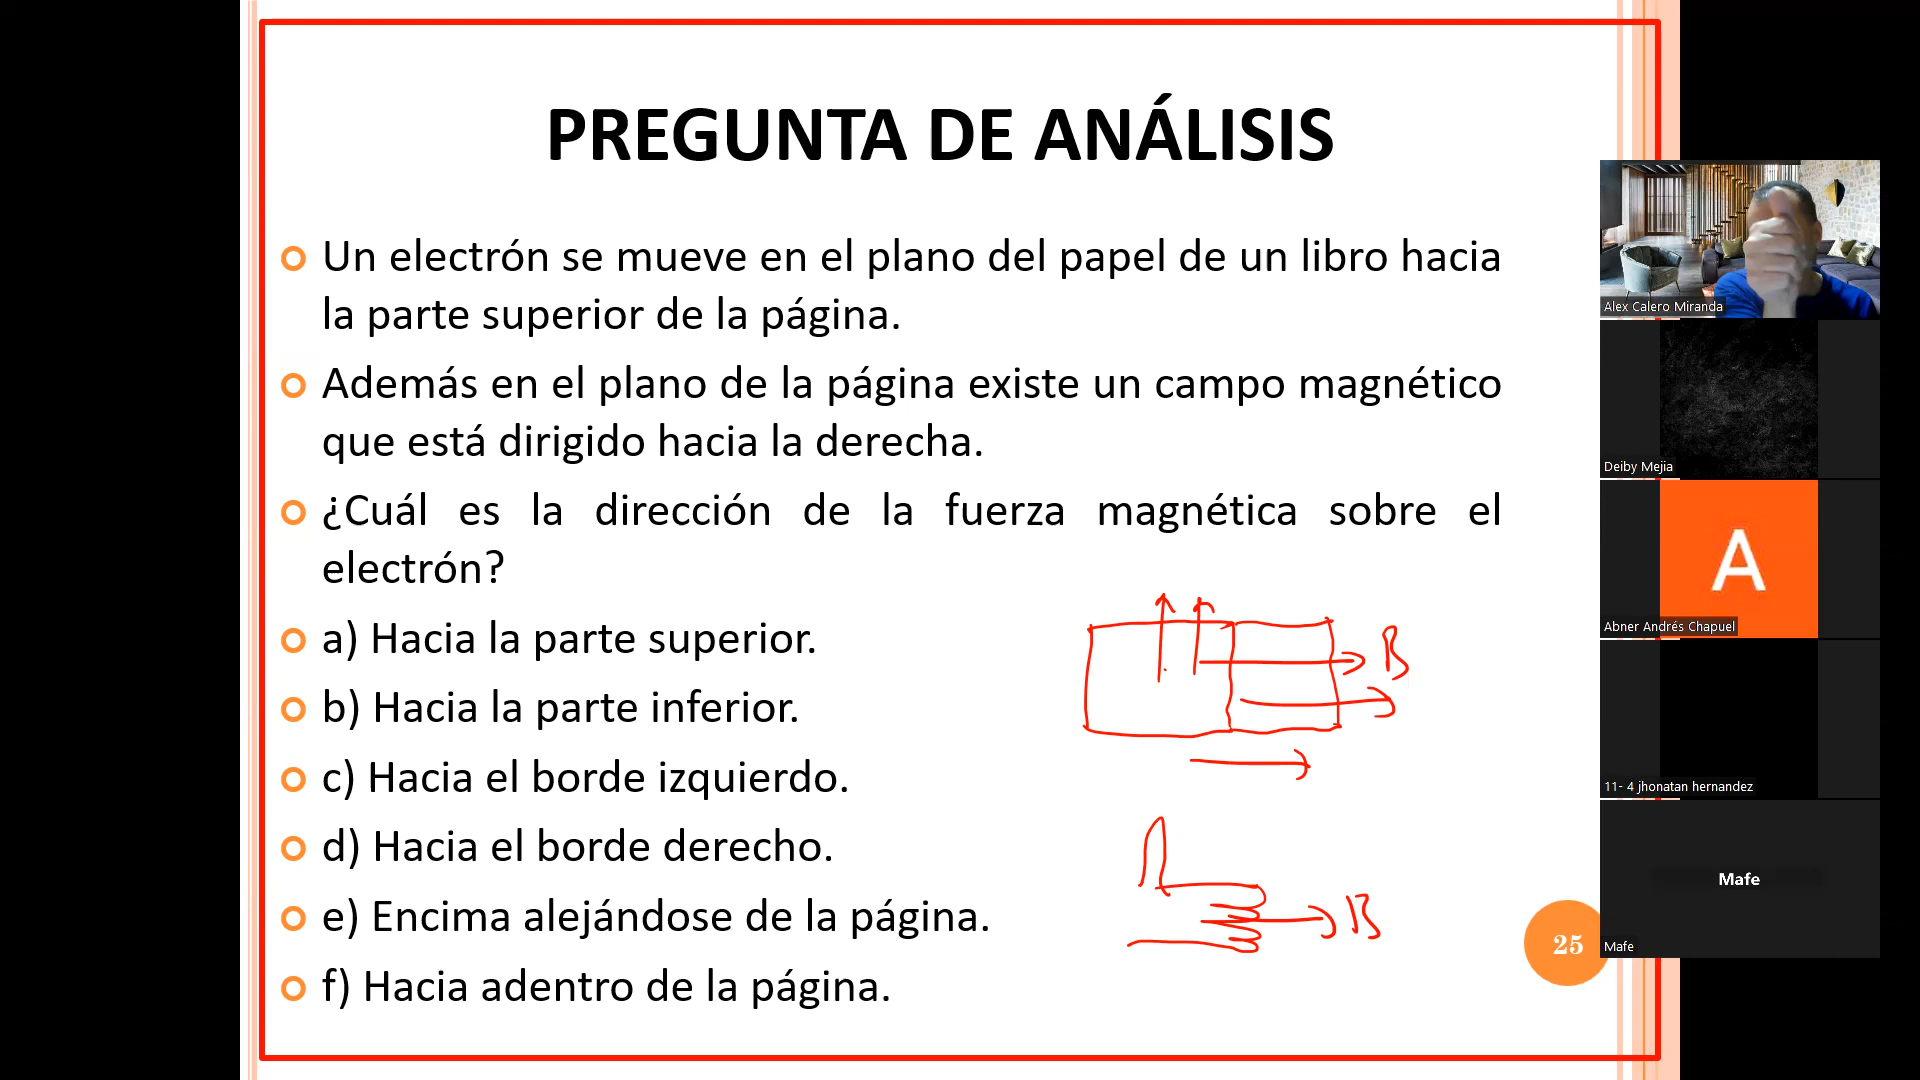 PREGUNTA DE ANÁLISIS
Un electrón se mueve en el plano del papel de un libro hacia
la parte superior de la página.
Además en el plano de la página existe un campo magnético
que está dirigido hacia la derecha.
¿Cuál es la dirección de la fuerza magnética sobre el
electrón?
a) Hacia la parte superior.
b) Hacia la parte inferior.
c) Hacia el borde izquierdo.
d) Hacia el borde derecho.
e) Encima alejándose de la página.
f) Hacia adentro de la página.
B
B
25
Alex Calero Miranda
Deiby Mejia
A
Abner Andrés Chapuel
11- 4 jhonatan hernandez
Mafe
Mafe